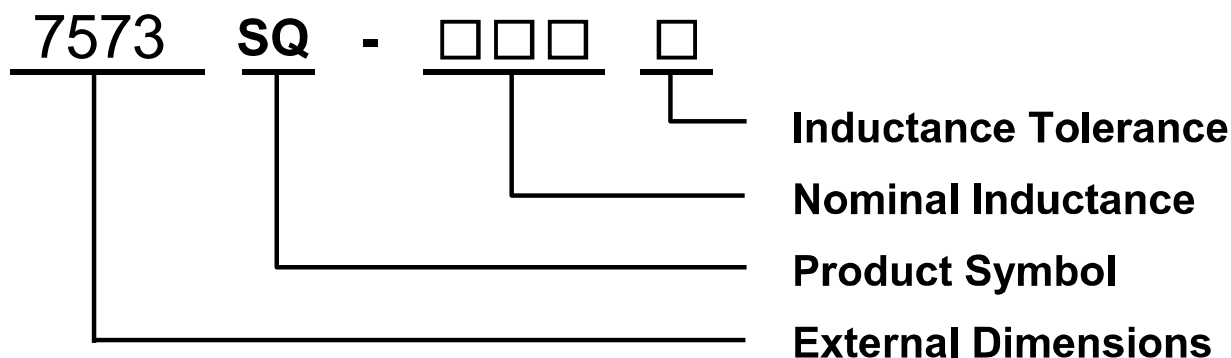 7573 SQ - □□□ □
Inductance Tolerance
Nominal Inductance
Product Symbol
External Dimensions